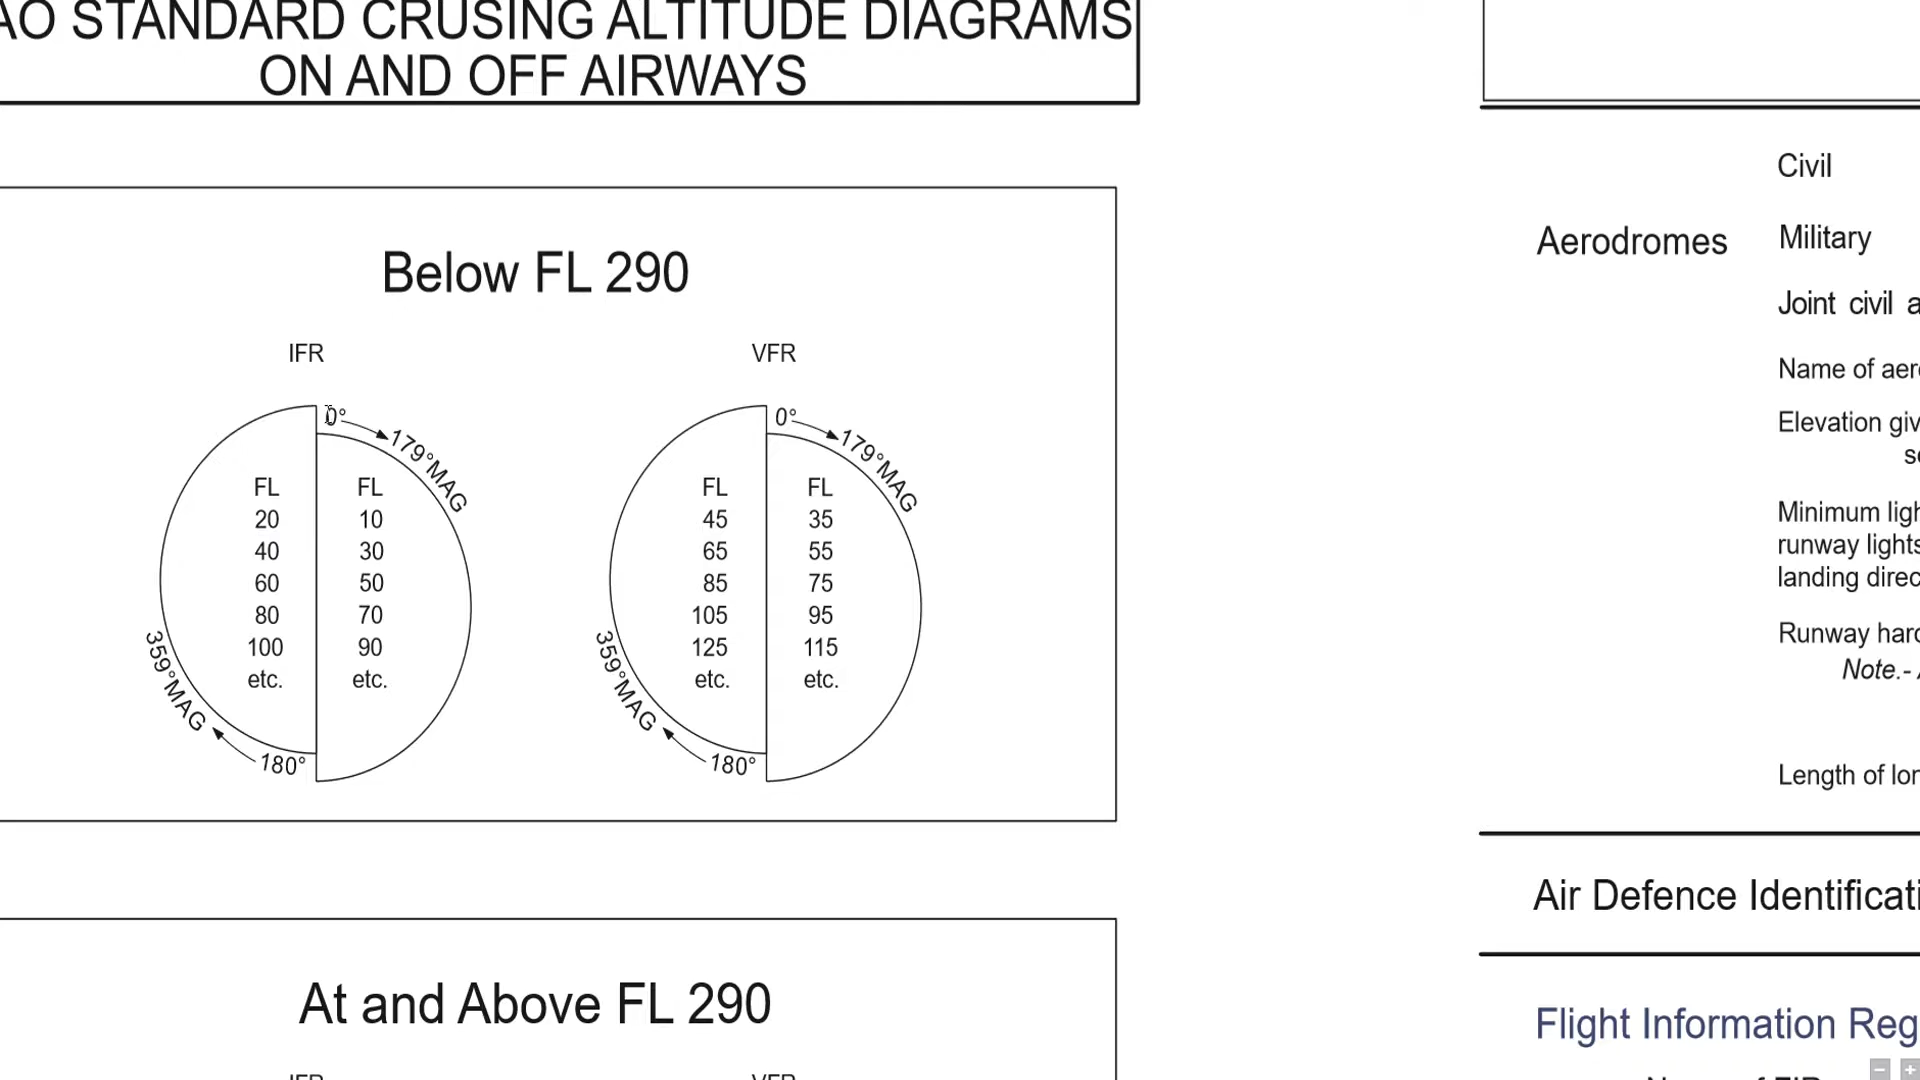 AO STANDARD CRUSING ALTITUDE DIAGRAMS
ON AND OFF AIRWAYS
Below FL 290
IFR
0°
179°MAG
FL FL
20 10
40 30
60 50
80 70
100 90
etc. etc.
359°MAG
180°
VFR
0°
179°MAG
FL FL
45 35
65 55
85 75
105 95
125 115
etc. etc.
359°MAG
180°
At and Above FL 290
IFR VFR
Aerodromes
Civil
Military
Joint civil a
Name of aer
Elevation giv
se
Minimum ligh
runway lights
landing direc
Runway hard
Note.-
Length of lon
Air Defence Identificati
Flight Information Reg